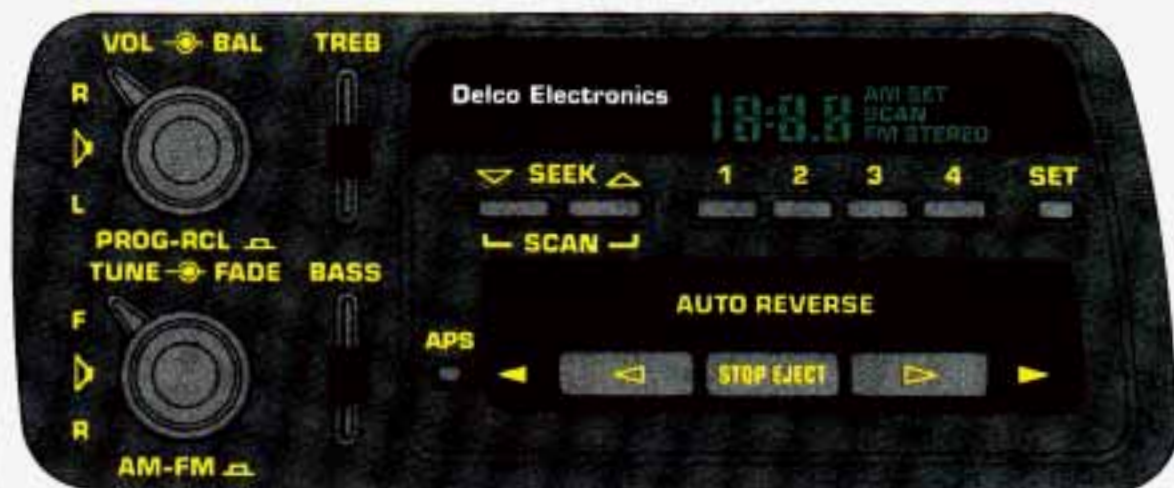 VOL BAL TREB
R
L
PROG-RCL
TUNE FADE BASS
F
R
AM-FM
Delco Electronics
18:8.8 AM SET
SCAN
FM STEREO
SEEK 1 2 3 4 SET
SCAN
AUTO REVERSE
APS
STOP EJECT